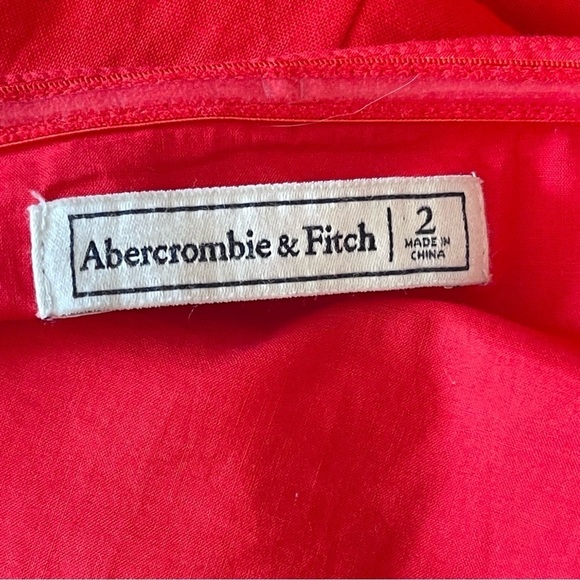 Abercrombie & Fitch | 2
MADE IN
CHINA